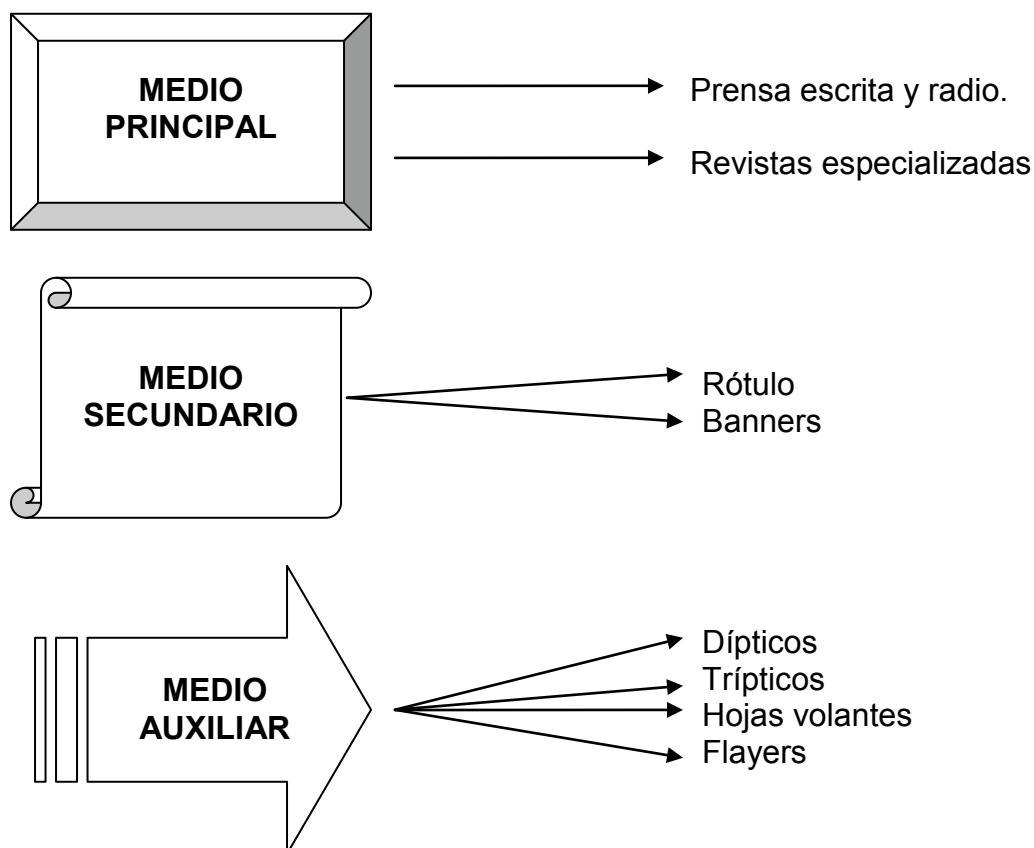 MEDIO
PRINCIPAL
Prensa escrita y radio.
Revistas especializadas
MEDIO
SECUNDARIO
Rótulo
Banners
MEDIO
AUXILIAR
Dípticos
Trípticos
Hojas volantes
Flayers